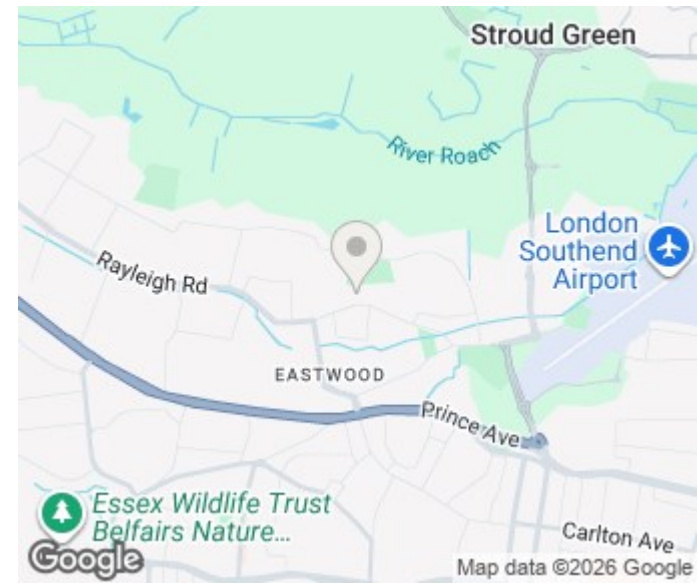 Stroud Green
River Roach
London
Southend
Airport
Rayleigh Rd
EASTWOOD
Prince Ave
Essex Wildlife Trust
Belfairs Nature...
Carlton Ave
Google
Map data ©2026 Google